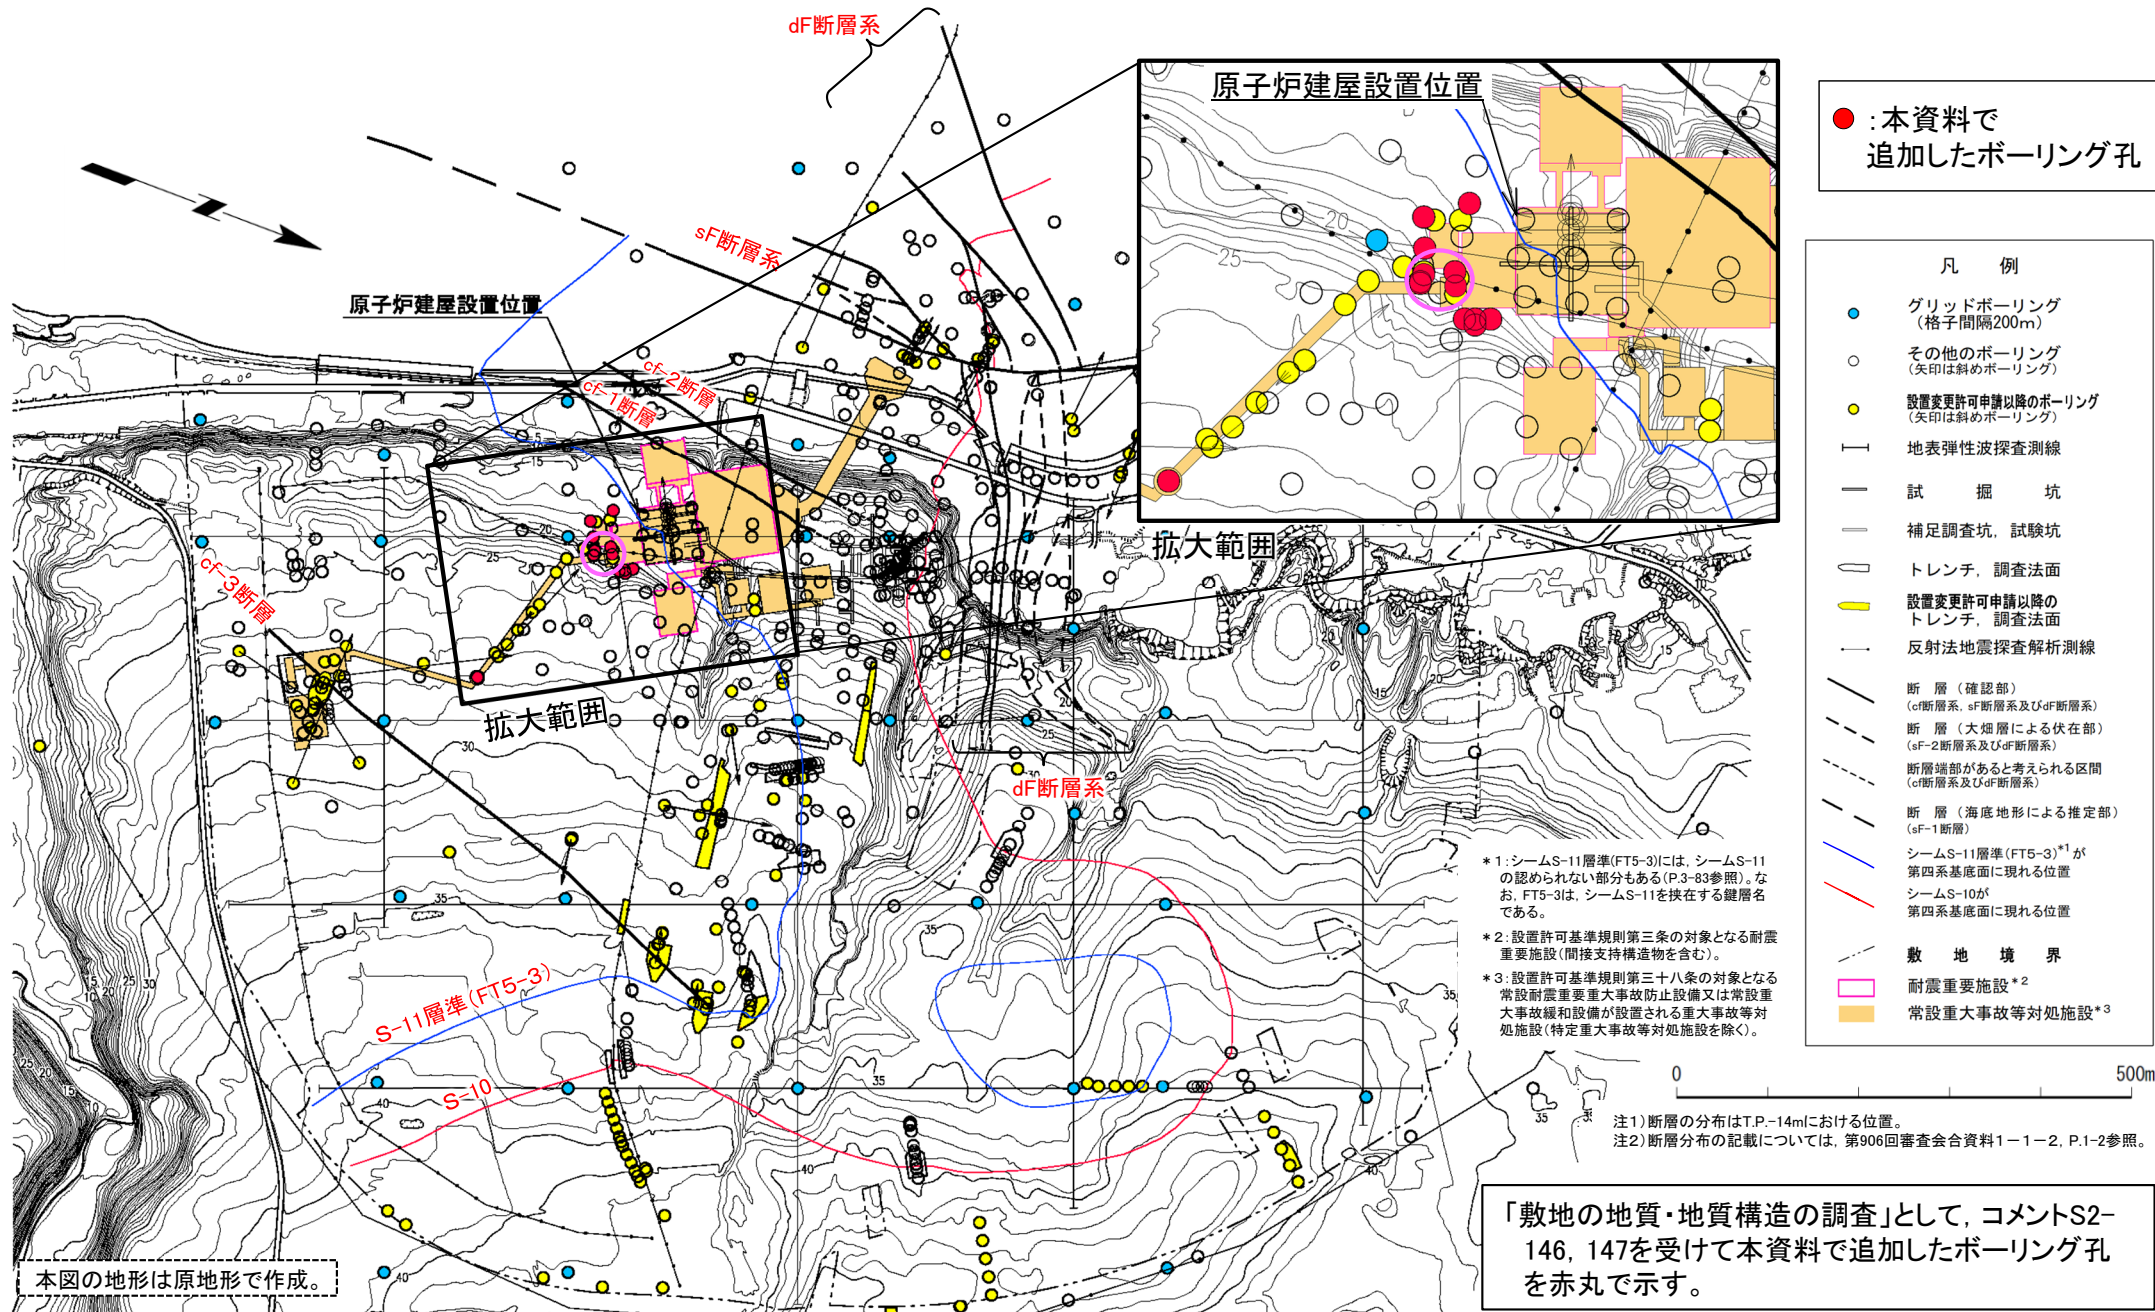 dF断層系
sF断層系
原子炉建屋設置位置
cf-2断層
cf-1断層
cf-3断層
拡大範囲
dF断層系
S-11層準(FT5-3)
S-10
5
15
20
25
30
35
40
35
40
35
35
40
40
25
30
20
15
20
15
5
35
35
25 20
15
10
5
10 20 25 30
本図の地形は原地形で作成。
原子炉建屋設置位置
20
25
拡大範囲
●:本資料で
追加したボーリング孔
凡 例
グリッドボーリング
(格子間隔200m)
その他のボーリング
(矢印は斜めボーリング)
設置変更許可申請以降のボーリング
(矢印は斜めボーリング)
地表弾性波探査測線
試 掘 坑
補足調査坑, 試験坑
トレンチ, 調査法面
設置変更許可申請以降の
トレンチ, 調査法面
反射法地震探査解析測線
断 層 (確認部)
(cf断層系, sF断層系及びdF断層系)
断 層 (大畑層による伏在部)
(sF-2断層系及びdF断層系)
断層端部があると考えられる区間
(cf断層系及びdF断層系)
断 層 (海底地形による推定部)
(sF-1断層)
シームS-11層準(FT5-3)*1が
第四系基底面に現れる位置
シームS-10が
第四系基底面に現れる位置
敷 地 境 界
耐震重要施設*2
常設重大事故等対処施設*3
*1:シームS-11層準(FT5-3)には, シームS-11
の認められない部分もある(P.3-83参照)。な
お, FT5-3は, シームS-11を挟在する鍵層名
である。
*2:設置許可基準規則第三条の対象となる耐震
重要施設(間接支持構造物を含む)。
*3:設置許可基準規則第三十八条の対象となる
常設耐震重要重大事故防止設備又は常設重
大事故緩和設備が設置される重大事故等対
処施設(特定重大事故等対処施設を除く)。
0 500m
注1)断層の分布はT.P.-14mにおける位置。
注2)断層分布の記載については, 第906回審査会合資料1-1-2, P.1-2参照。
「敷地の地質・地質構造の調査」として, コメントS2-
146, 147を受けて本資料で追加したボーリング孔
を赤丸で示す。